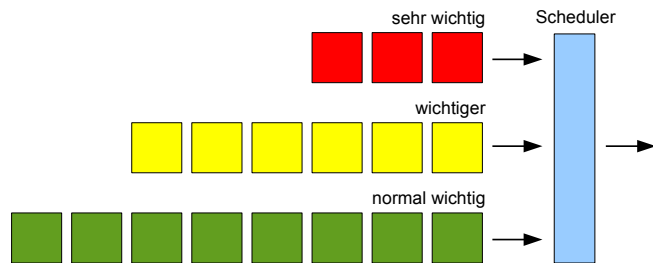 sehr wichtig
Scheduler
wichtiger
normal wichtig